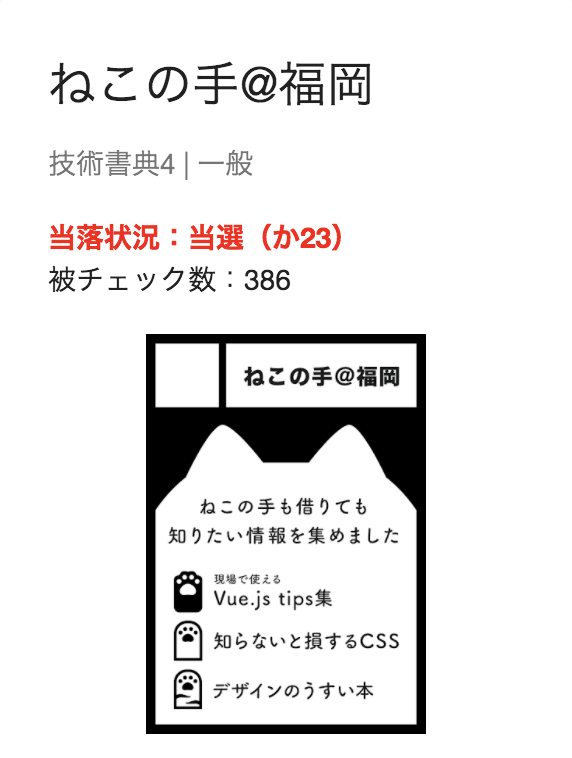 ねこの手@福岡
技術書典4 | 一般
当落状況：当選（か23）
被チェック数：386
ねこの手@福岡
ねこの手も借りても
知りたい情報を集めました
現場で使える
Vue.js tips集
知らないと損するCSS
デザインのうすい本